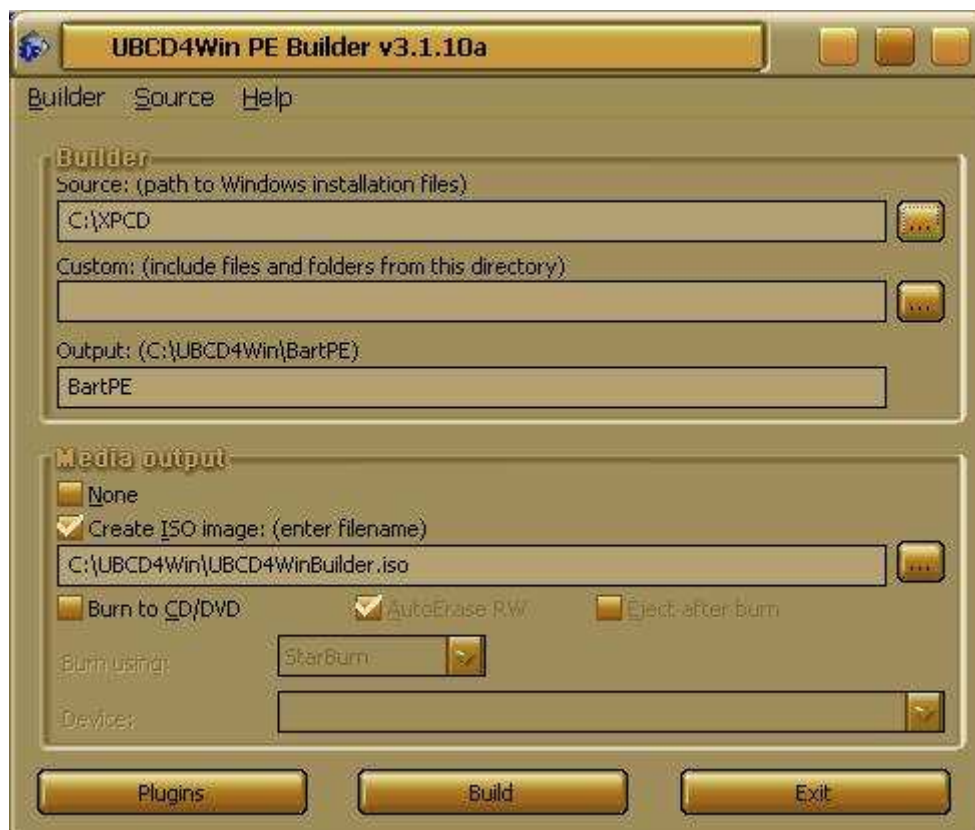 UBCD4Win PE Builder v3.1.10a
Builder Source Help
Builder
Source: (path to Windows installation files)
C:\XPCD
...
Custom: (include files and folders from this directory)
...
Output: (C:\UBCD4Win\BartPE)
BartPE
Media output
None
Create ISO image: (enter filename)
C:\UBCD4Win\UBCD4WinBuilder.iso
...
Burn to CD/DVD AutoErase RW Eject after burn
Burn using: StarBurn
Device:
Plugins Build Exit